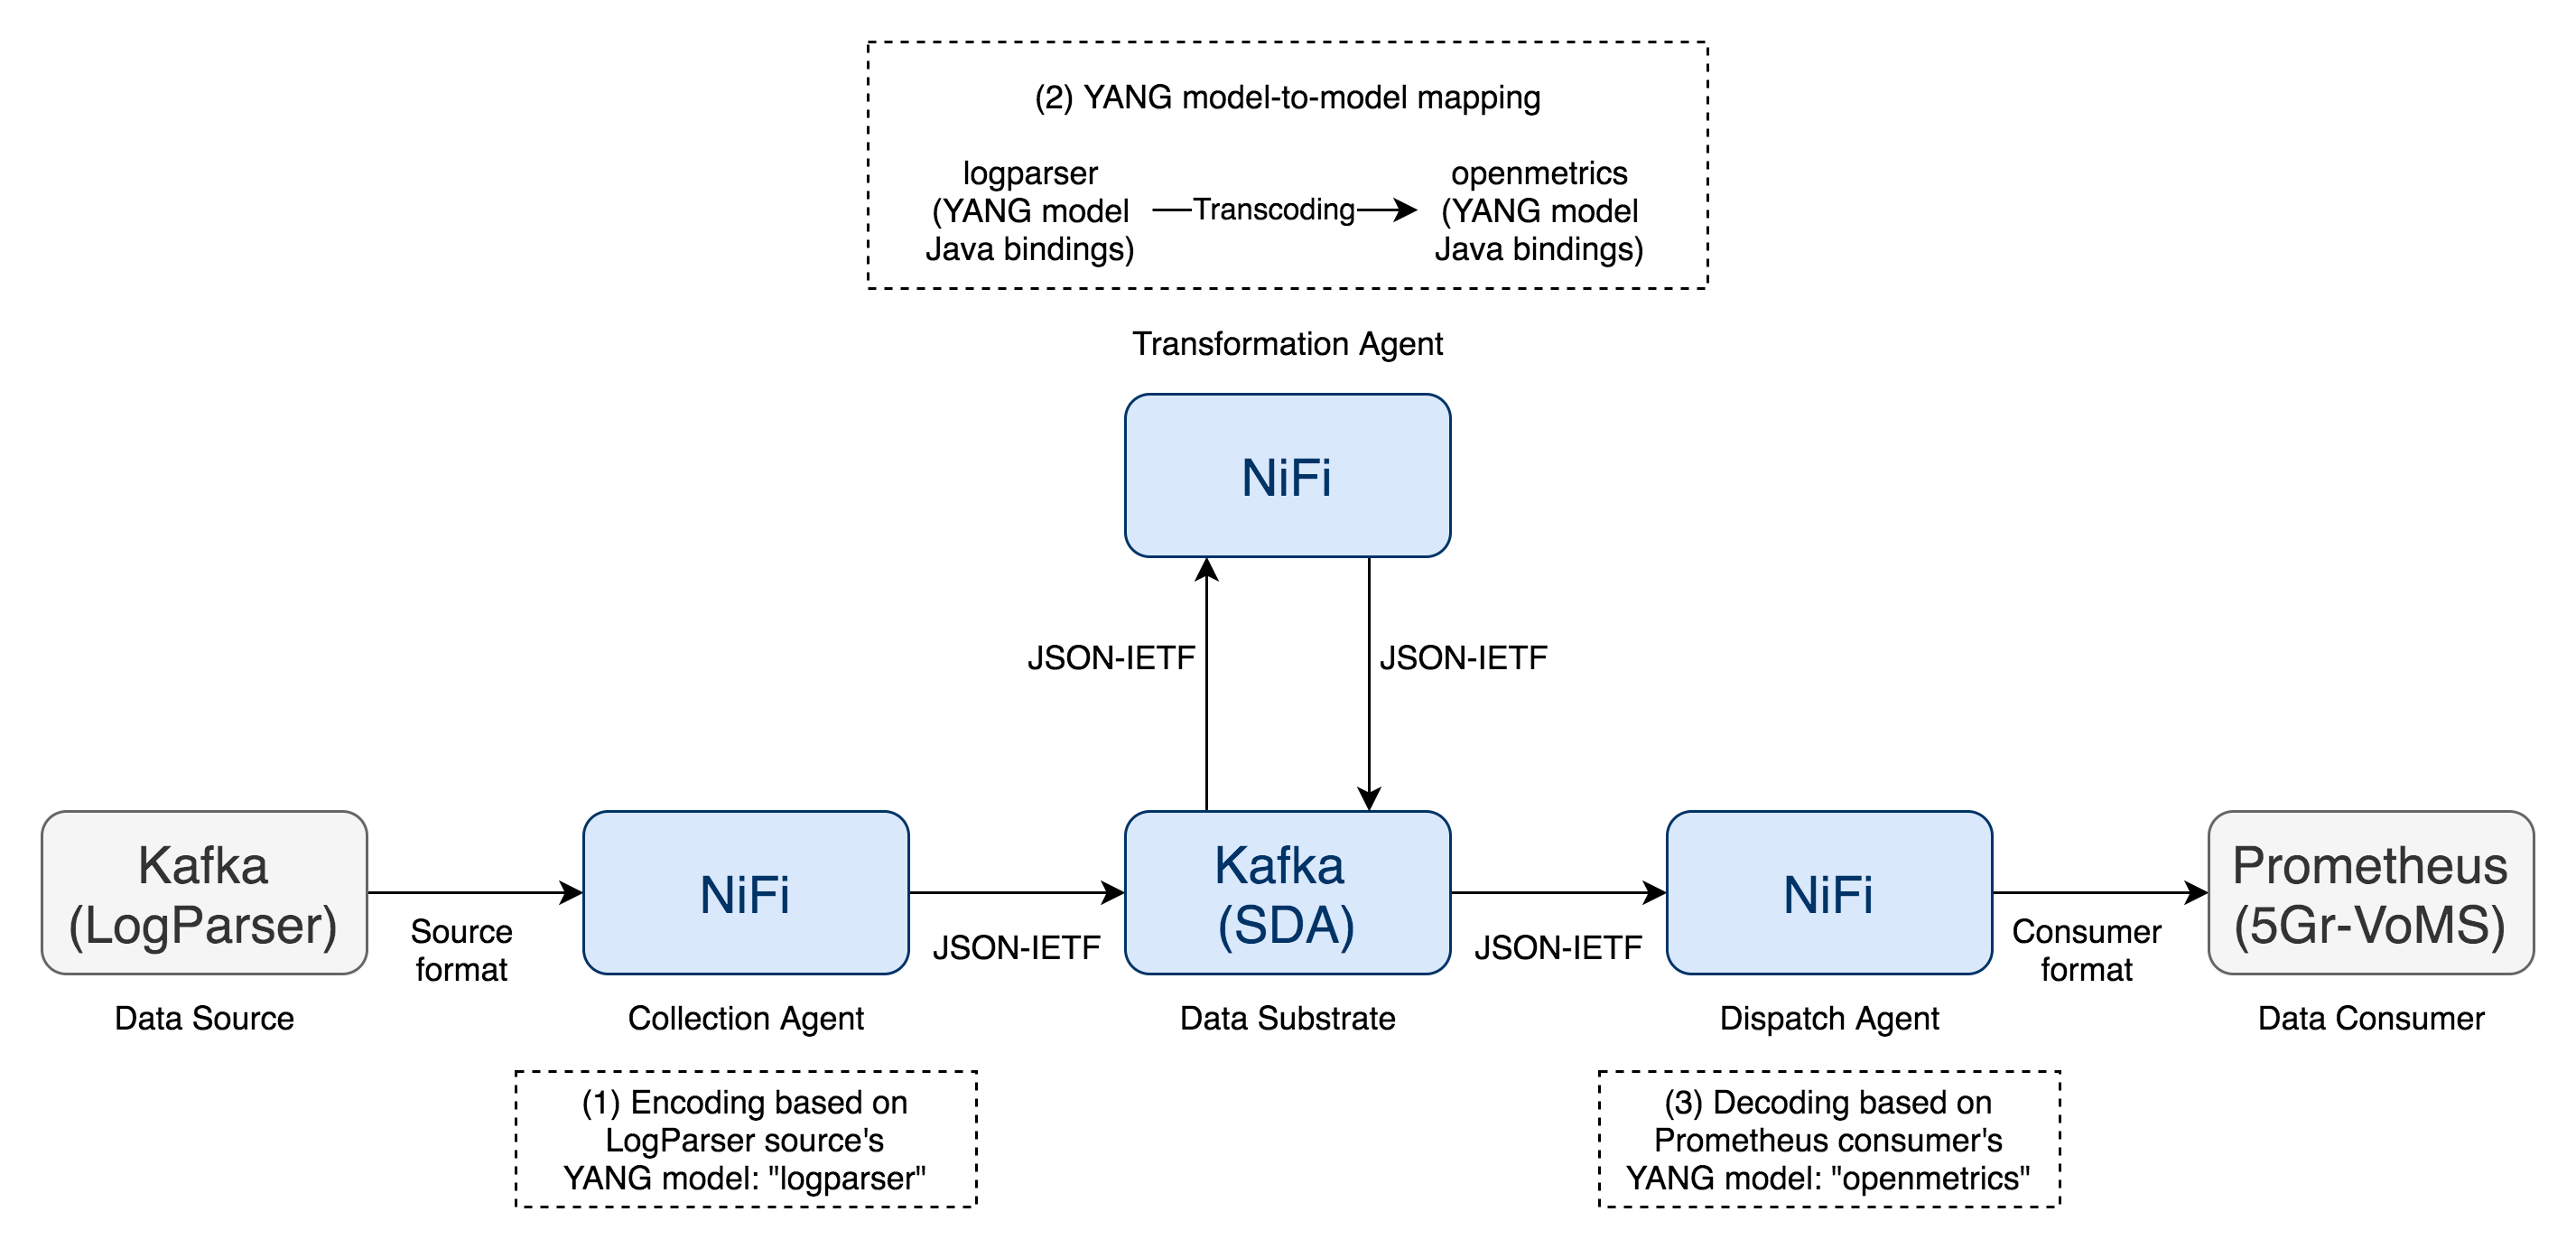 (2) YANG model-to-model mapping
logparser
(YANG model
Java bindings)
Transcoding
openmetrics
(YANG model
Java bindings)
Transformation Agent
NiFi
JSON-IETF
JSON-IETF
Kafka
(LogParser)
Data Source
Source
format
NiFi
Collection Agent
JSON-IETF
Kafka
(SDA)
Data Substrate
JSON-IETF
NiFi
Dispatch Agent
Consumer
format
Prometheus
(5Gr-VoMS)
Data Consumer
(1) Encoding based on
LogParser source's
YANG model: "logparser"
(3) Decoding based on
Prometheus consumer's
YANG model: "openmetrics"